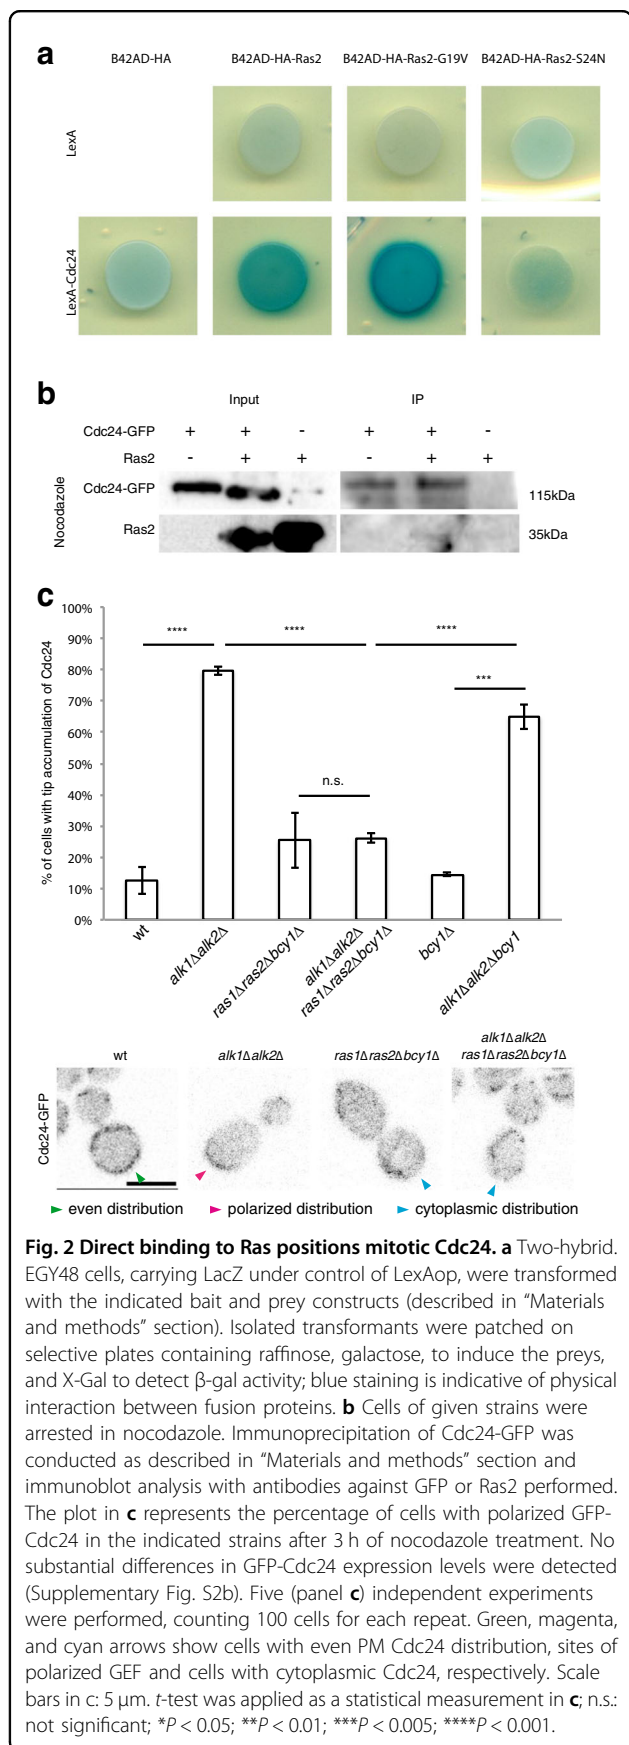 a
B42AD-HA B42AD-HA-Ras2 B42AD-HA-Ras2-G19V B42AD-HA-Ras2-S24N
LexA
LexA-Cdc24
b
Input IP
Cdc24-GFP + + - + + -
Ras2 - + + - + +
Nocodazole
Cdc24-GFP 115kDa
Ras2 35kDa
c
% of cells with tip accumulation of Cdc24
100%
90%
80%
70%
60%
50%
40%
30%
20%
10%
0%
**** **** ****
***
n.s.
wt
alk1Δalk2Δ
ras1Δras2Δbcy1Δ
alk1Δalk2Δ
ras1Δras2Δbcy1Δ
bcy1Δ
alk1Δalk2Δbcy1
alk1Δalk2Δ
wt alk1Δalk2Δ ras1Δras2Δbcy1Δ ras1Δras2Δbcy1Δ
Cdc24-GFP
► even distribution ► polarized distribution ► cytoplasmic distribution
Fig. 2 Direct binding to Ras positions mitotic Cdc24. a Two-hybrid.
EGY48 cells, carrying LacZ under control of LexAop, were transformed
with the indicated bait and prey constructs (described in “Materials
and methods” section). Isolated transformants were patched on
selective plates containing raffinose, galactose, to induce the preys,
and X-Gal to detect β-gal activity; blue staining is indicative of physical
interaction between fusion proteins. b Cells of given strains were
arrested in nocodazole. Immunoprecipitation of Cdc24-GFP was
conducted as described in “Materials and methods” section and
immunoblot analysis with antibodies against GFP or Ras2 performed.
The plot in c represents the percentage of cells with polarized GFP-
Cdc24 in the indicated strains after 3 h of nocodazole treatment. No
substantial differences in GFP-Cdc24 expression levels were detected
(Supplementary Fig. S2b). Five (panel c) independent experiments
were performed, counting 100 cells for each repeat. Green, magenta,
and cyan arrows show cells with even PM Cdc24 distribution, sites of
polarized GEF and cells with cytoplasmic Cdc24, respectively. Scale
bars in c: 5 μm. t-test was applied as a statistical measurement in c; n.s.:
not significant; *P < 0.05; **P < 0.01; ***P < 0.005; ****P < 0.001.